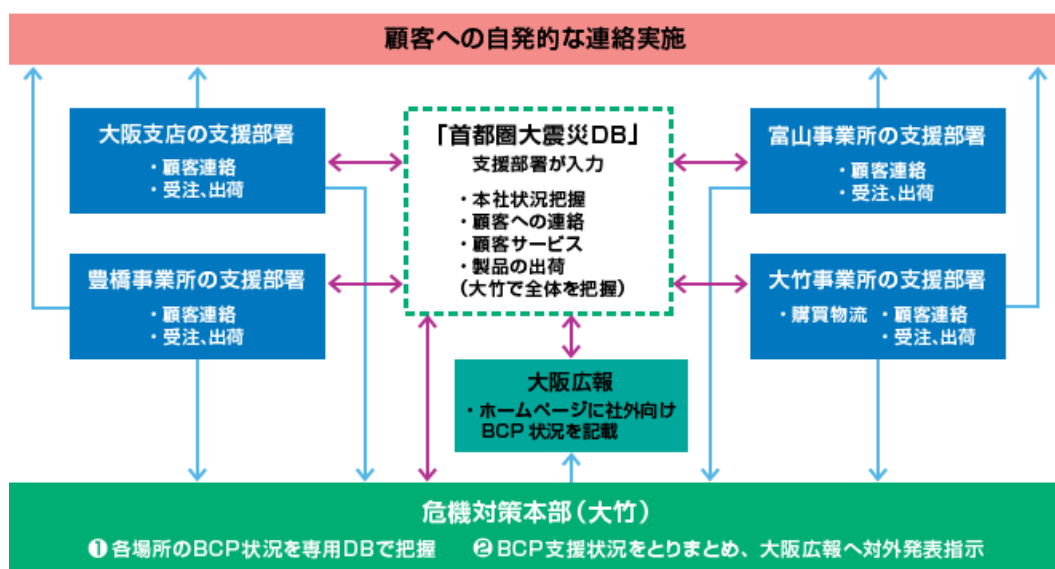 顧客への自発的な連絡実施
大阪支店の支援部署
・顧客連絡
・受注、出荷
「首都圏大震災DB」
支援部署が入力
・本社状況把握
・顧客への連絡
・顧客サービス
・製品の出荷
（大竹で全体を把握）
富山事業所の支援部署
・顧客連絡
・受注、出荷
豊橋事業所の支援部署
・顧客連絡
・受注、出荷
大竹事業所の支援部署
・購買物流 ・顧客連絡
・受注、出荷
大阪広報
・ホームページに社外向け
BCP 状況を記載
危機対策本部（大竹）
❶各場所のBCP状況を専用DBで把握 ❷BCP支援状況をとりまとめ、大阪広報へ対外発表指示